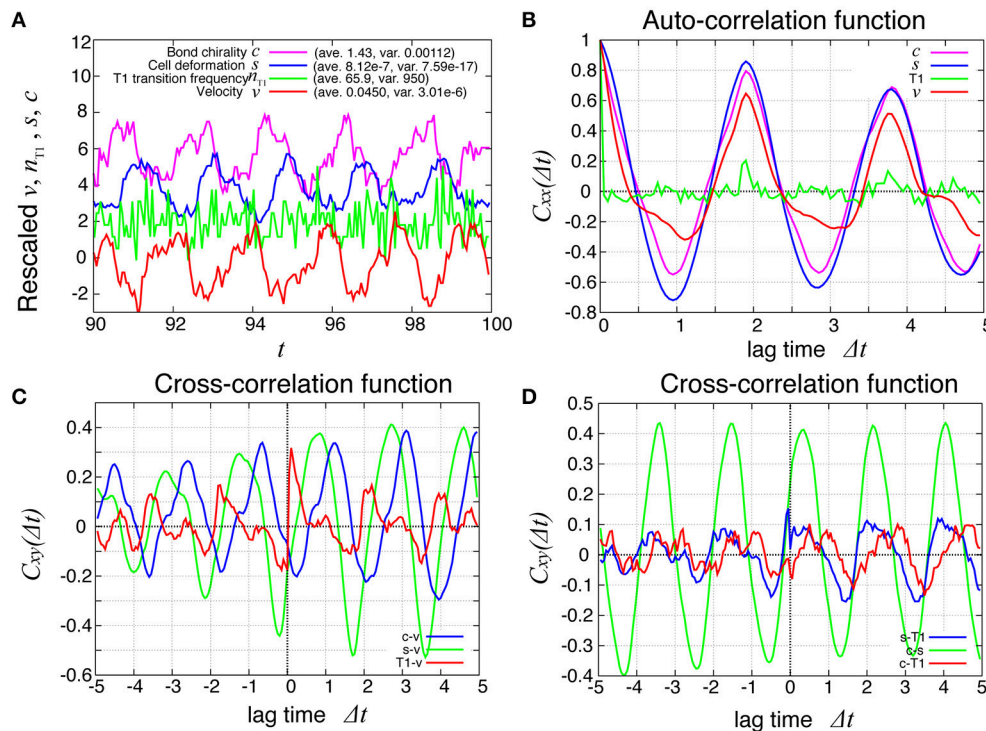 A
Rescaled v, n_T1, s, c
12
10
8
6
4
2
0
-2
Bond chirality c (ave. 1.43, var. 0.00112)
Cell deformation s (ave. 8.12e-7, var. 7.59e-17)
T1 transition frequency n_T1 (ave. 65.9, var. 950)
Velocity v (ave. 0.0450, var. 3.01e-6)
90 92 94 96 98 100
t
B
Auto-correlation function
C_xx(Δt)
1
0.8
0.6
0.4
0.2
0
-0.2
-0.4
-0.6
-0.8
c
s
T1
v
0 1 2 3 4 5
lag time Δt
C
Cross-correlation function
C_xy(Δt)
0.4
0.2
0
-0.2
-0.4
-0.6
c-v
s-v
T1-v
-5 -4 -3 -2 -1 0 1 2 3 4 5
lag time Δt
D
Cross-correlation function
C_xy(Δt)
0.5
0.4
0.3
0.2
0.1
0
-0.1
-0.2
-0.3
-0.4
s-T1
c-s
c-T1
-5 -4 -3 -2 -1 0 1 2 3 4 5
lag time Δt